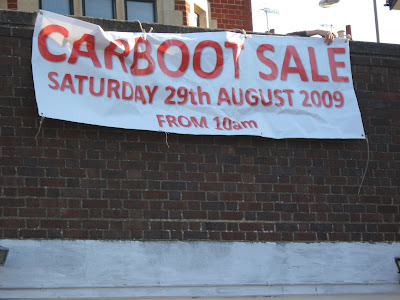 CARBOOT SALE
SATURDAY 29th AUGUST 2009
FROM 10am